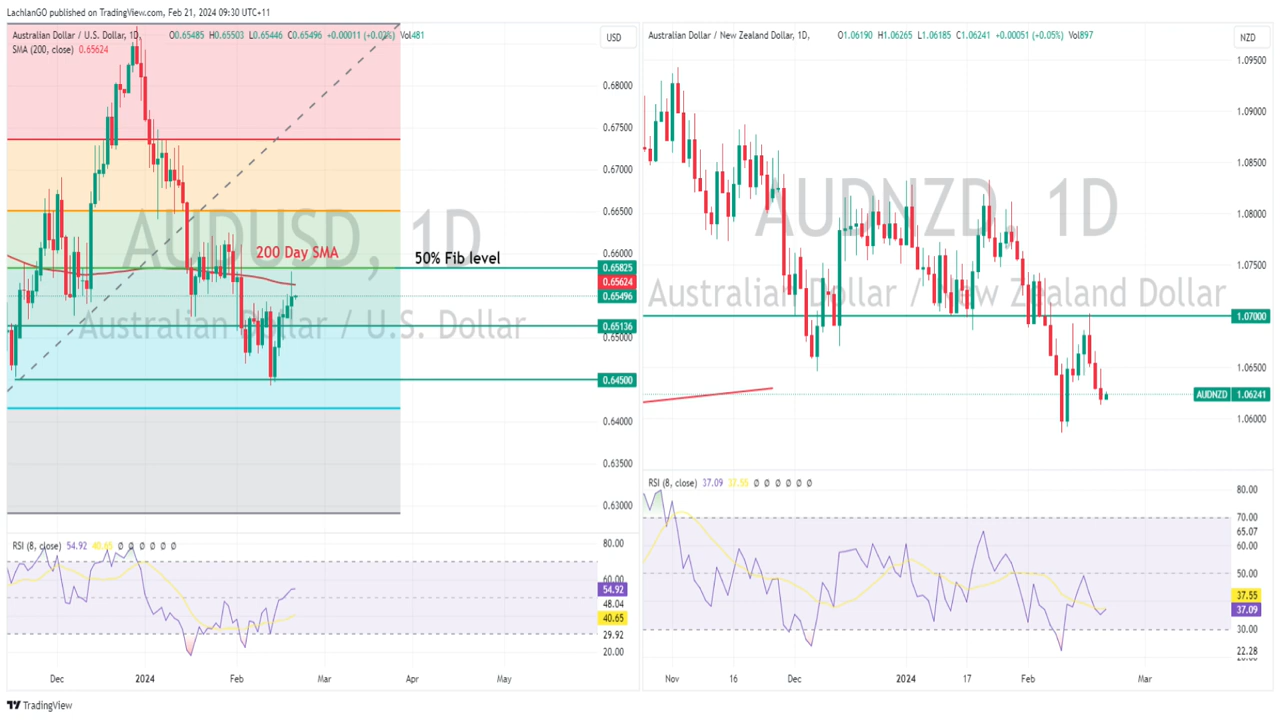 LachlanGO published on TradingView.com, Feb 21, 2024 09:30 UTC+11
Australian Dollar / U.S. Dollar, 1D, O0.65485 H0.65503 L0.65446 C0.65496 +0.00011 (+0.02%) Vol481
SMA (200, close) 0.65624
USD
0.68000
0.67500
0.67000
0.66500
0.66000
0.65825
0.65624
0.65496
0.65136
0.65000
0.64500
0.64000
0.63500
0.63000
AUDUSD, 1D
Australian Dollar / U.S. Dollar
200 Day SMA
50% Fib level
RSI (8, close) 54.92 40.65 Ø Ø Ø Ø Ø Ø
80.00
60.00
54.92
48.04
40.65
29.92
20.00
Dec 2024 Feb Mar Apr May
Australian Dollar / New Zealand Dollar, 1D, O1.06190 H1.06265 L1.06185 C1.06241 +0.00051 (+0.05%) Vol897
NZD
1.09500
1.09000
1.08500
1.08000
1.07500
1.07000
1.06500
AUDNZD 1.06241
1.06000
AUDNZD, 1D
Australian Dollar / New Zealand Dollar
RSI (8, close) 37.09 37.55 Ø Ø Ø Ø Ø Ø
80.00
70.00
65.07
60.00
50.00
37.55
37.09
30.00
22.28
Nov 16 Dec 2024 17 Feb Mar
TradingView